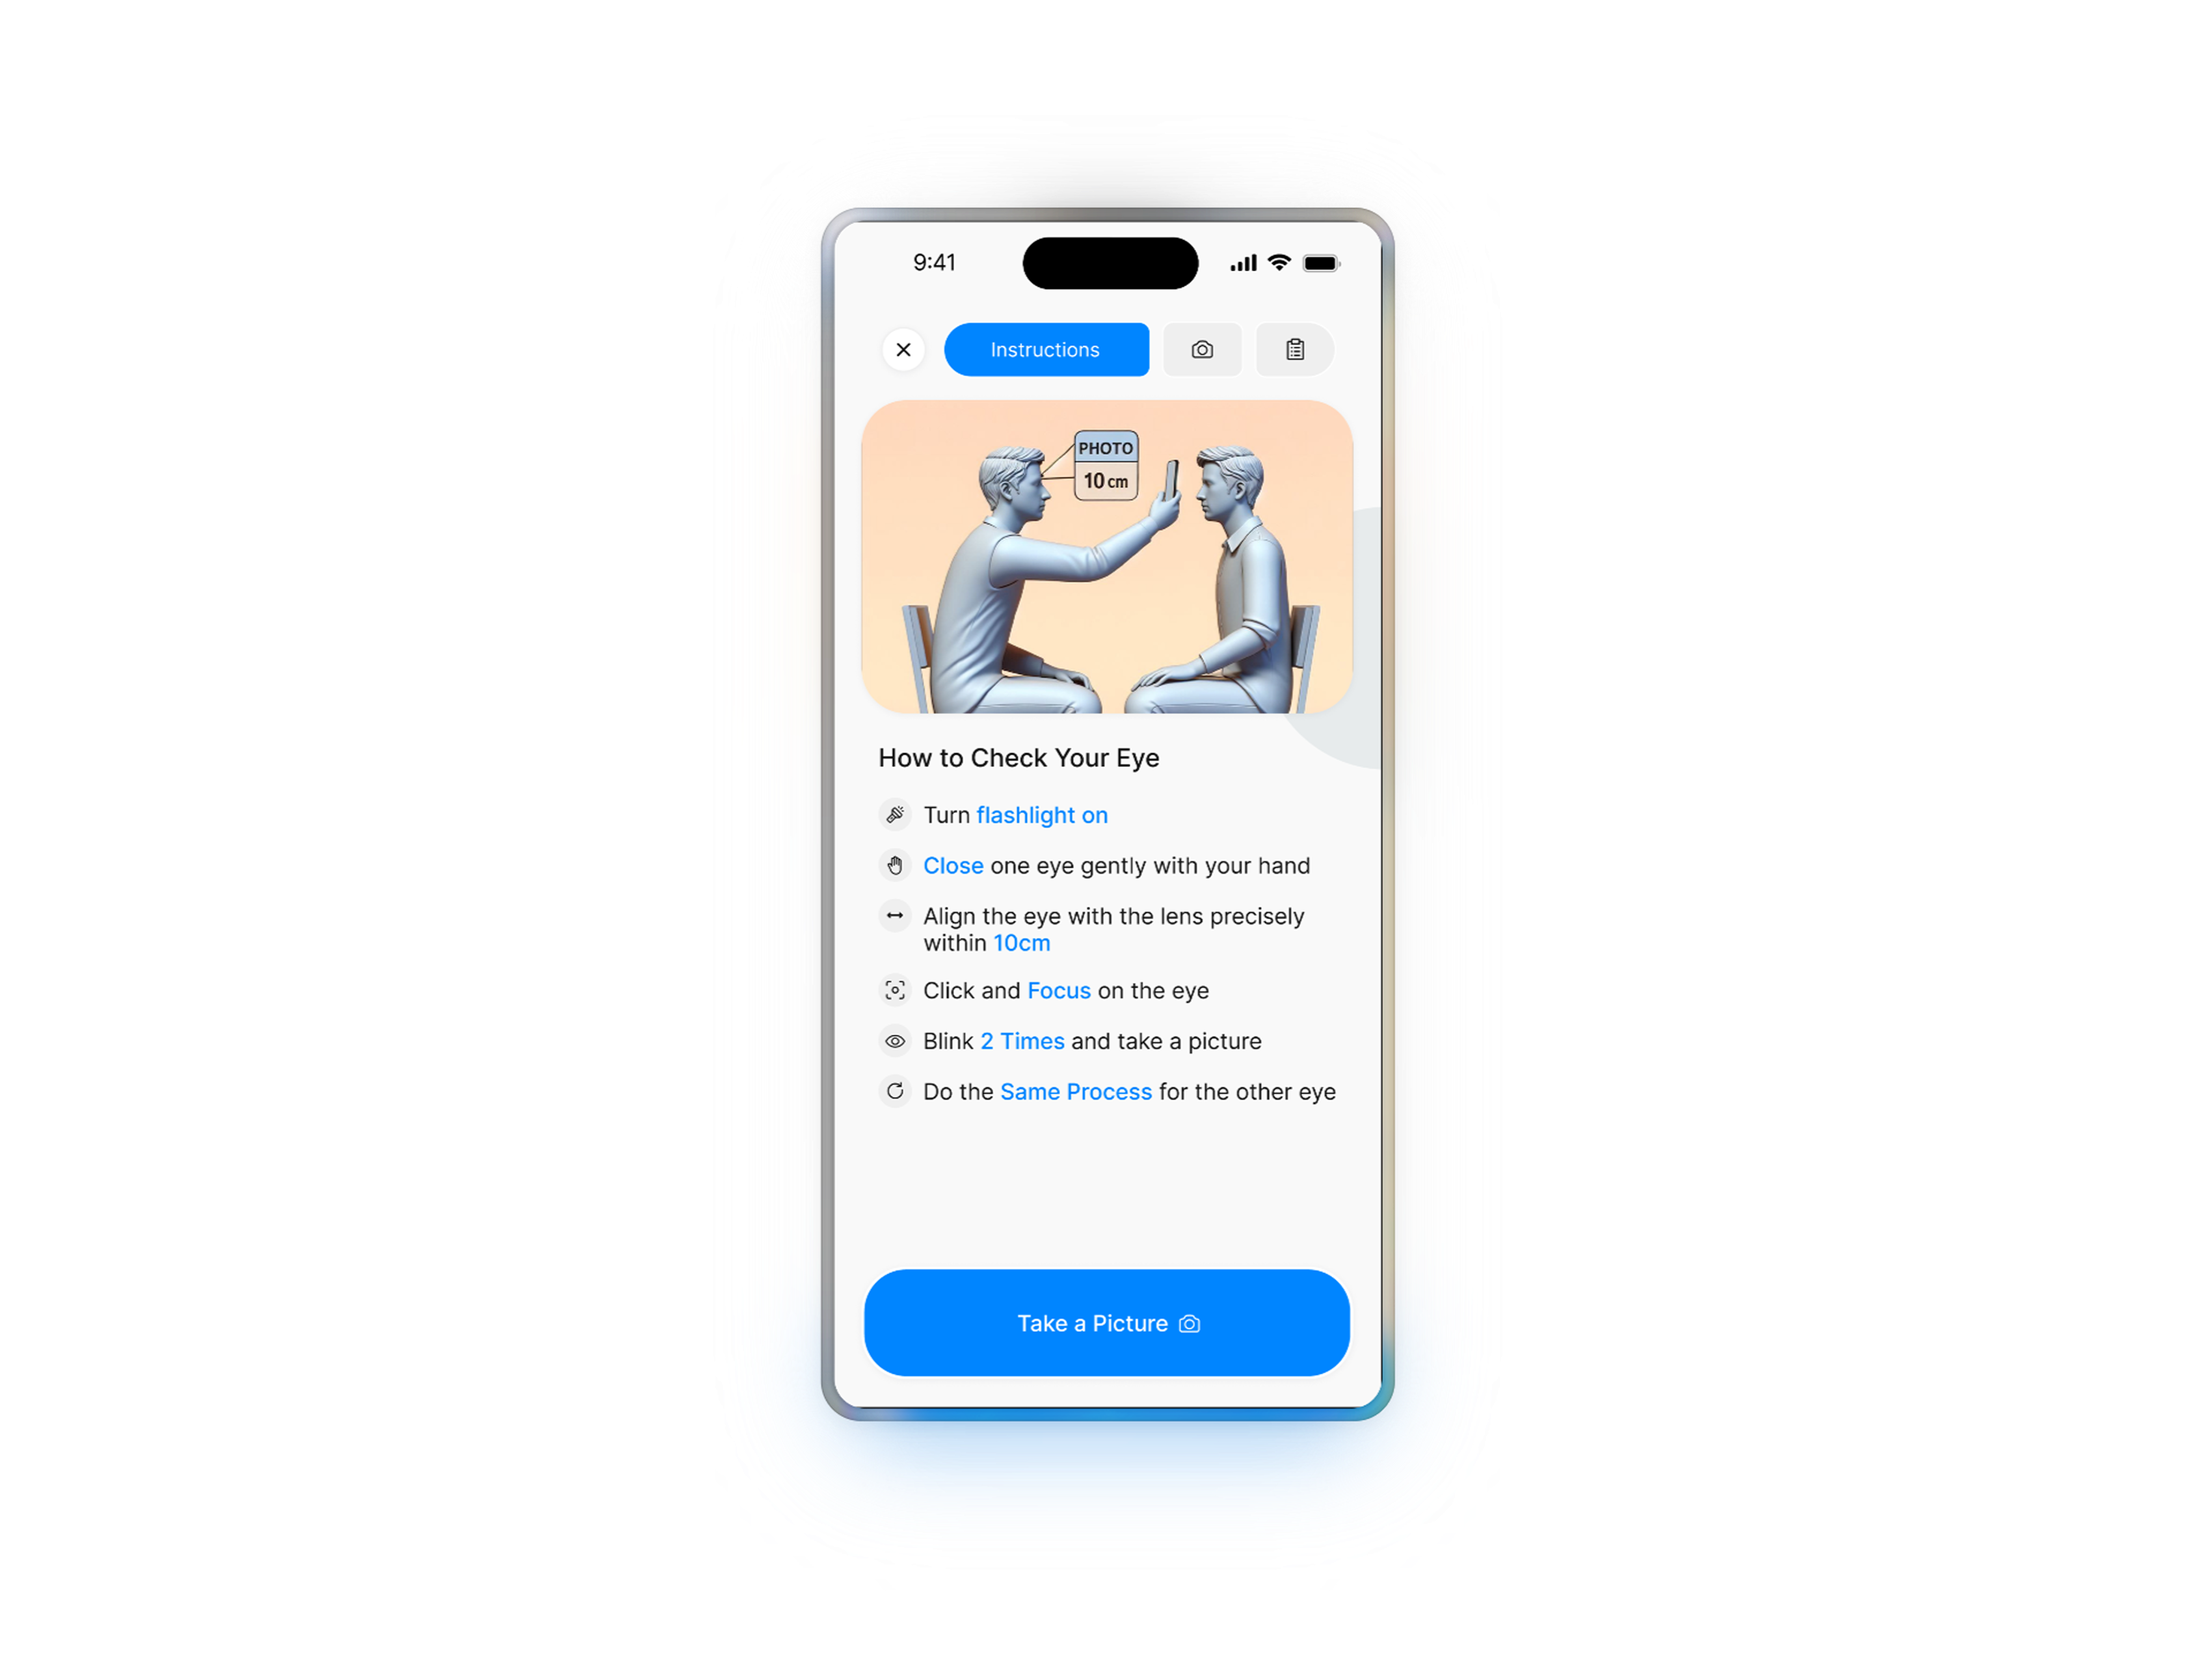 9:41
Instructions
PHOTO
10 cm
How to Check Your Eye
Turn flashlight on
Close one eye gently with your hand
Align the eye with the lens precisely
within 10cm
Click and Focus on the eye
Blink 2 Times and take a picture
Do the Same Process for the other eye
Take a Picture